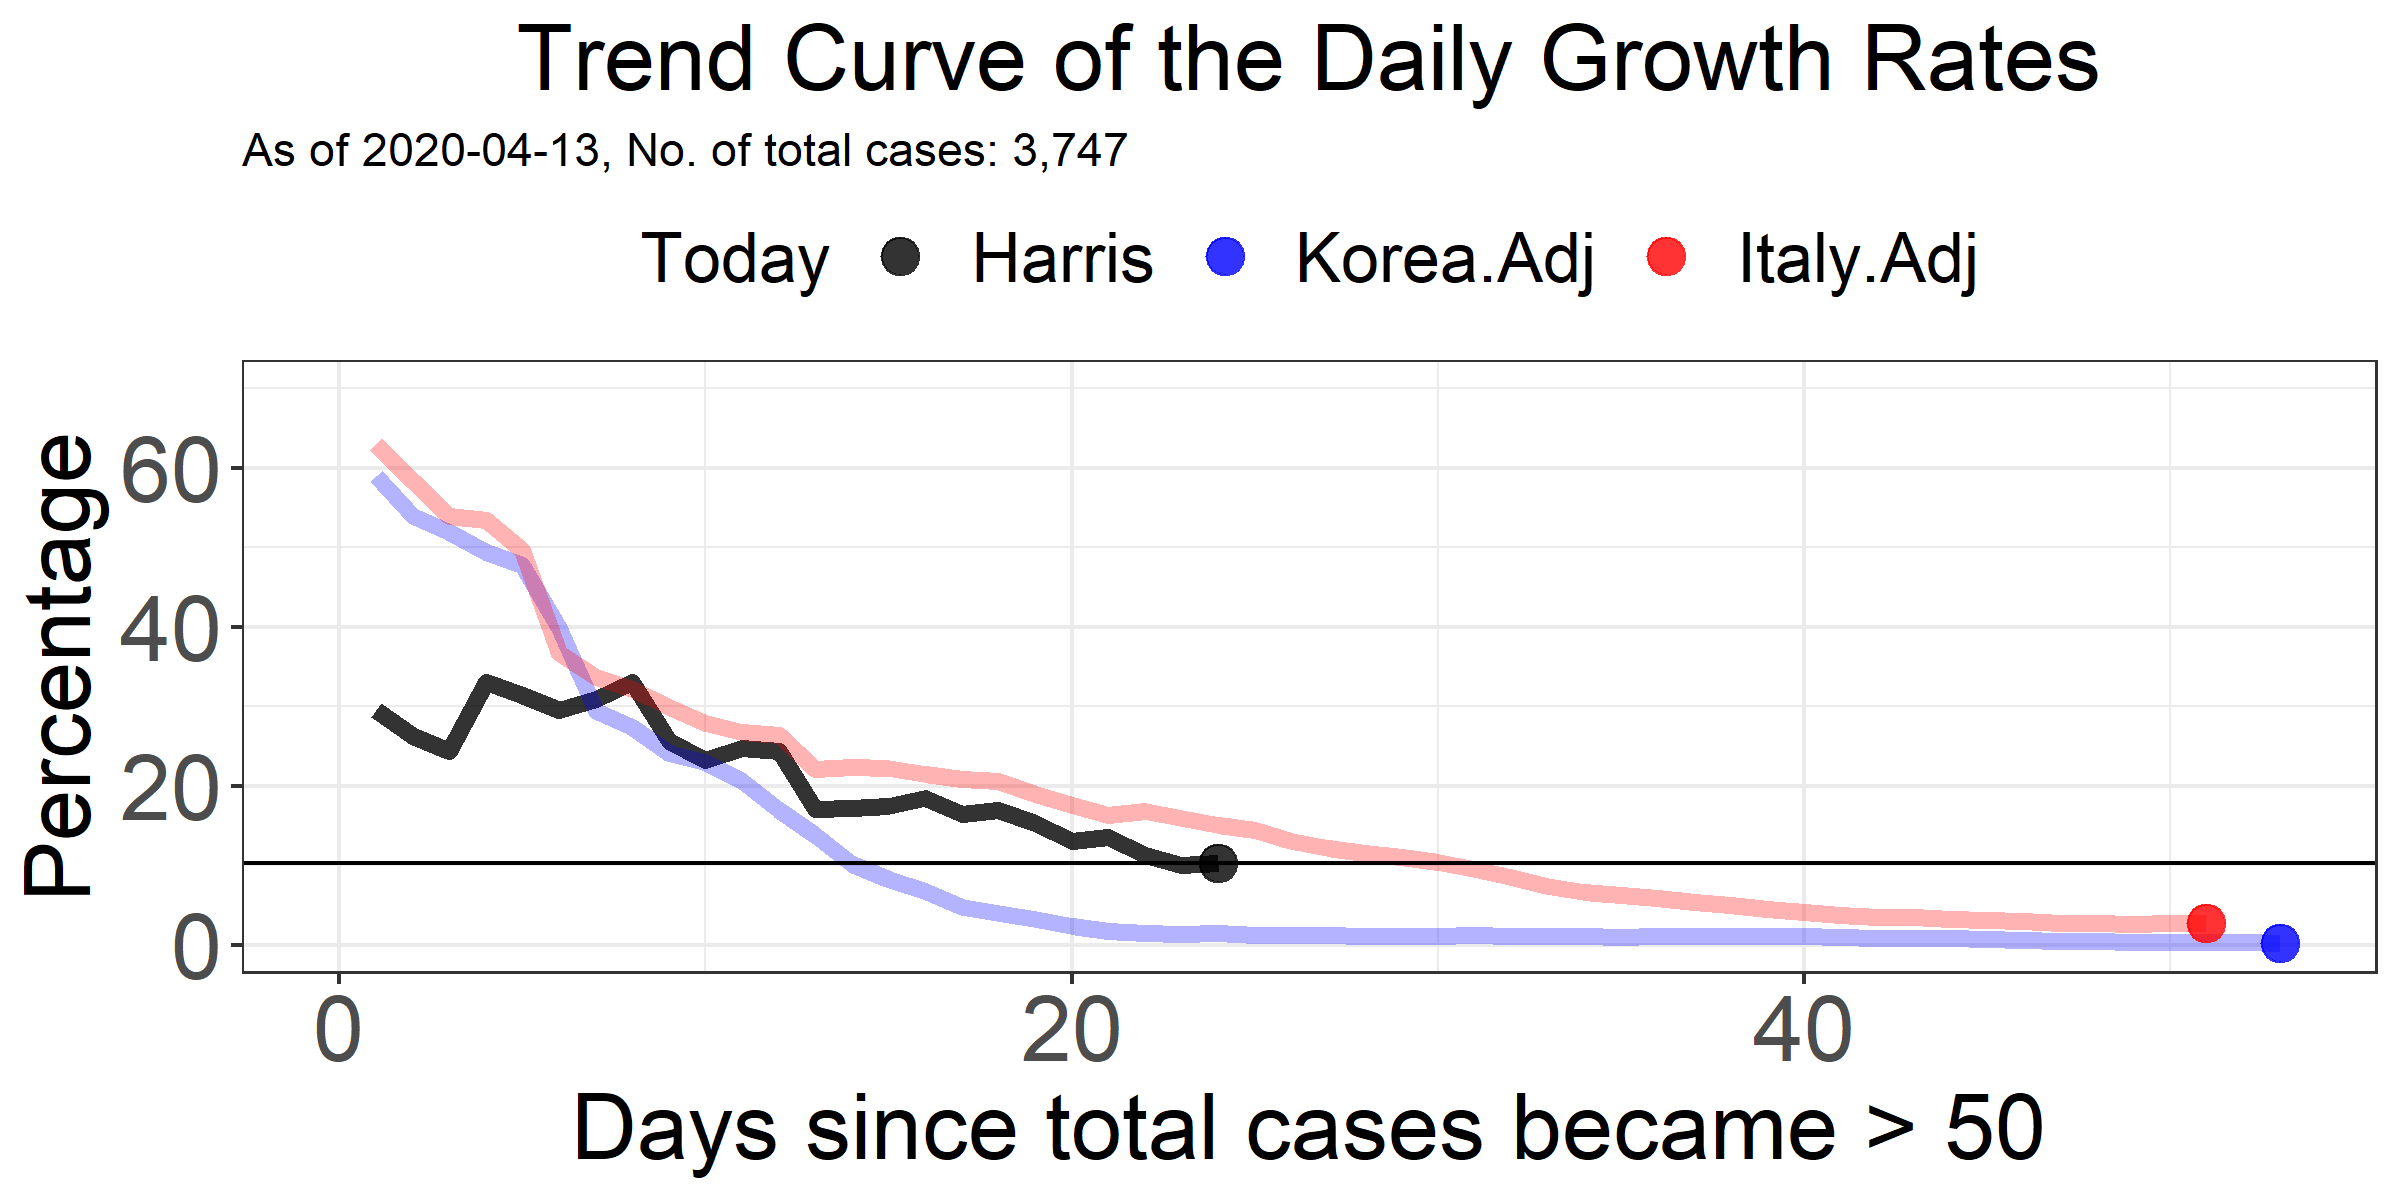 Trend Curve of the Daily Growth Rates
As of 2020-04-13, No. of total cases: 3,747
Today Harris Korea.Adj Italy.Adj
Percentage
60
40
20
0
0 20 40
Days since total cases became > 50